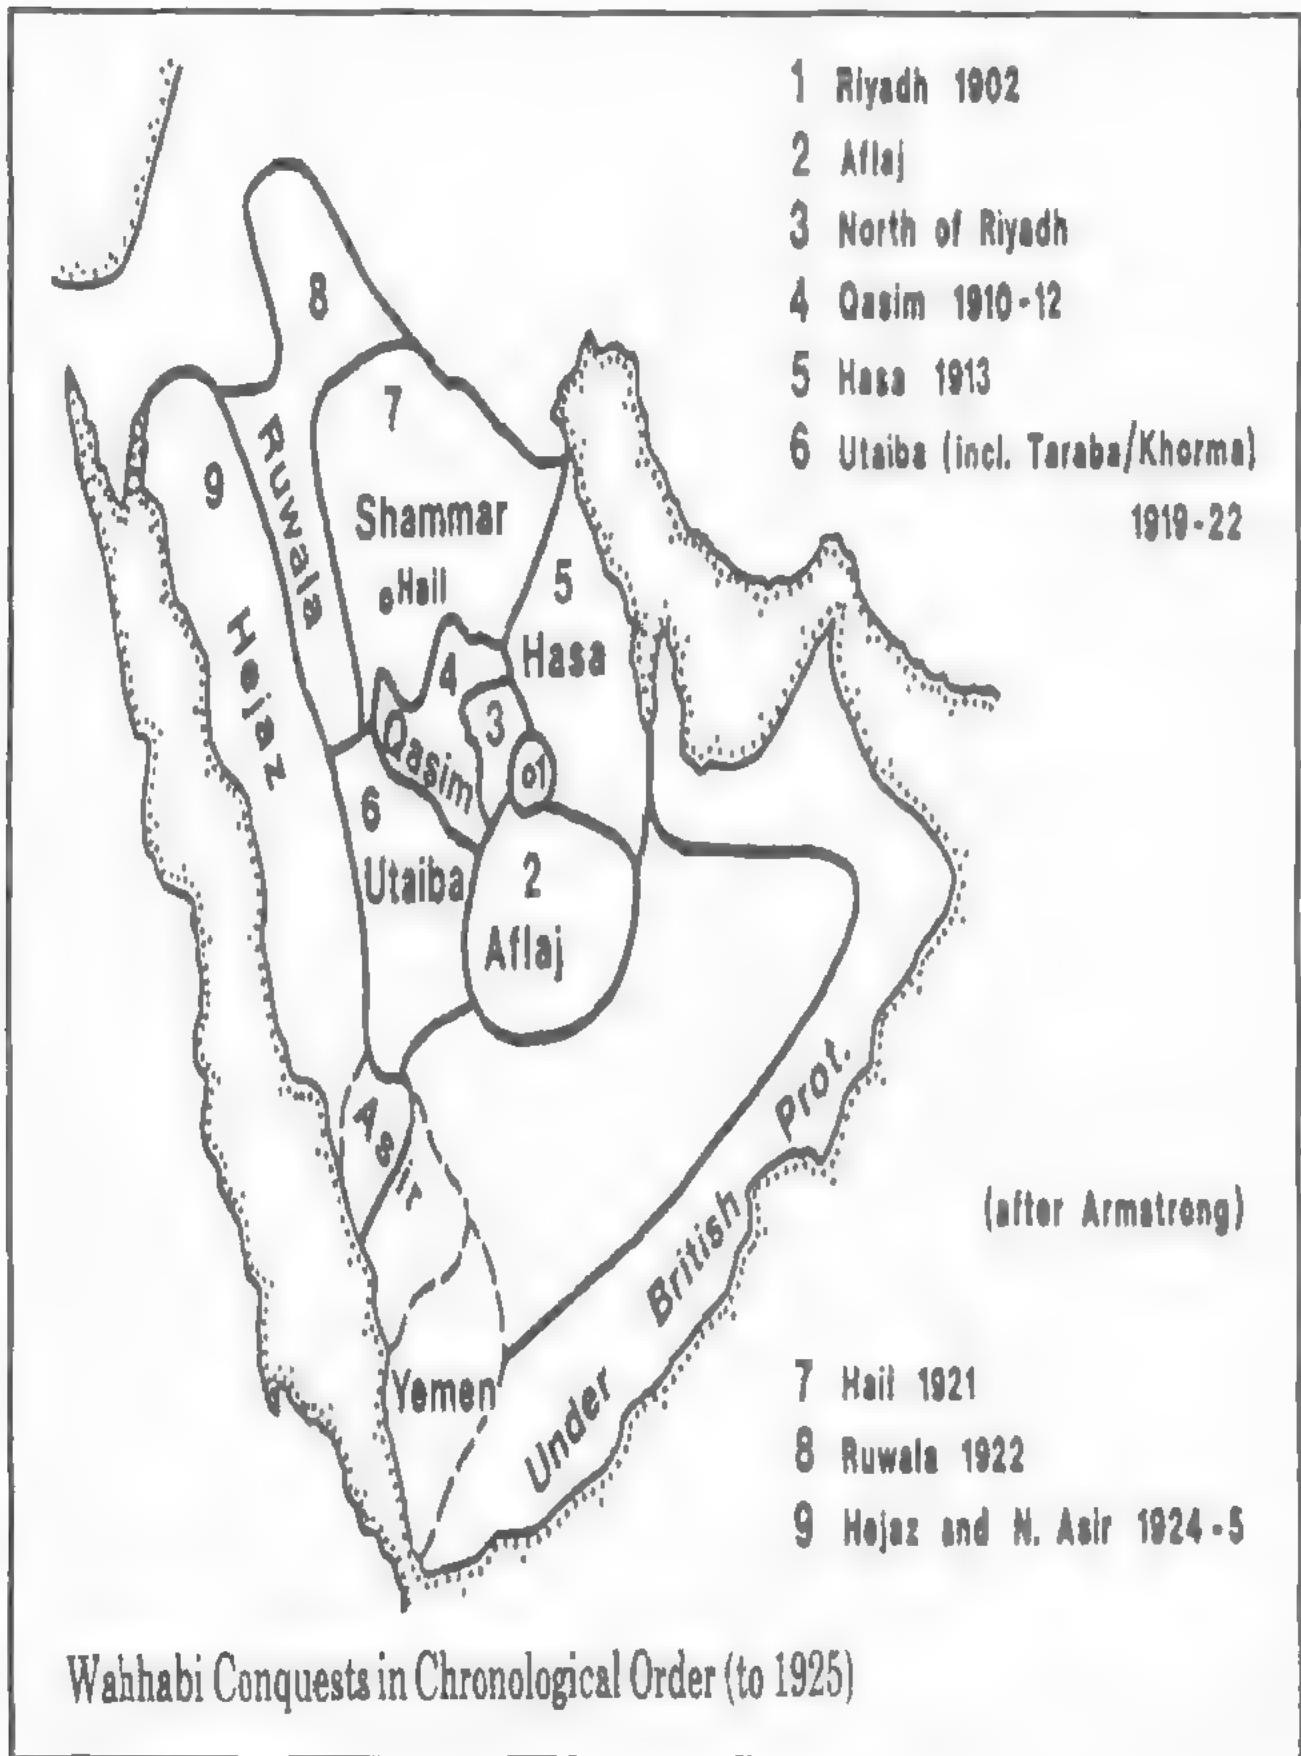 1 Riyadh 1902
2 Aflaj
3 North of Riyadh
4 Qasim 1910-12
5 Hasa 1913
6 Utaiba (incl. Taraba/Khorma)
1919-22
8
7
9
Ruwala
Shammar
Hail
5
Hasa
Hejaz
4
3
Qasim
1
6
Utaiba
2
Aflaj
Asir
Yemen
Under British Prot.
(after Armstrong)
7 Hail 1921
8 Ruwala 1922
9 Hejaz and N. Asir 1924-5
Wahhabi Conquests in Chronological Order (to 1925)